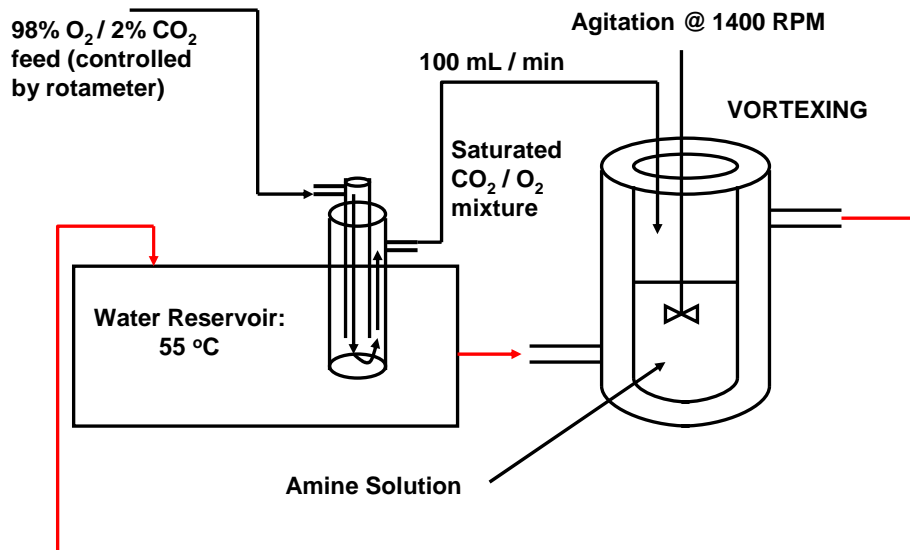 98% O₂ / 2% CO₂
feed (controlled
by rotameter)
Agitation @ 1400 RPM
100 mL / min
VORTEXING
Saturated
CO₂ / O₂
mixture
Water Reservoir:
55 °C
Amine Solution